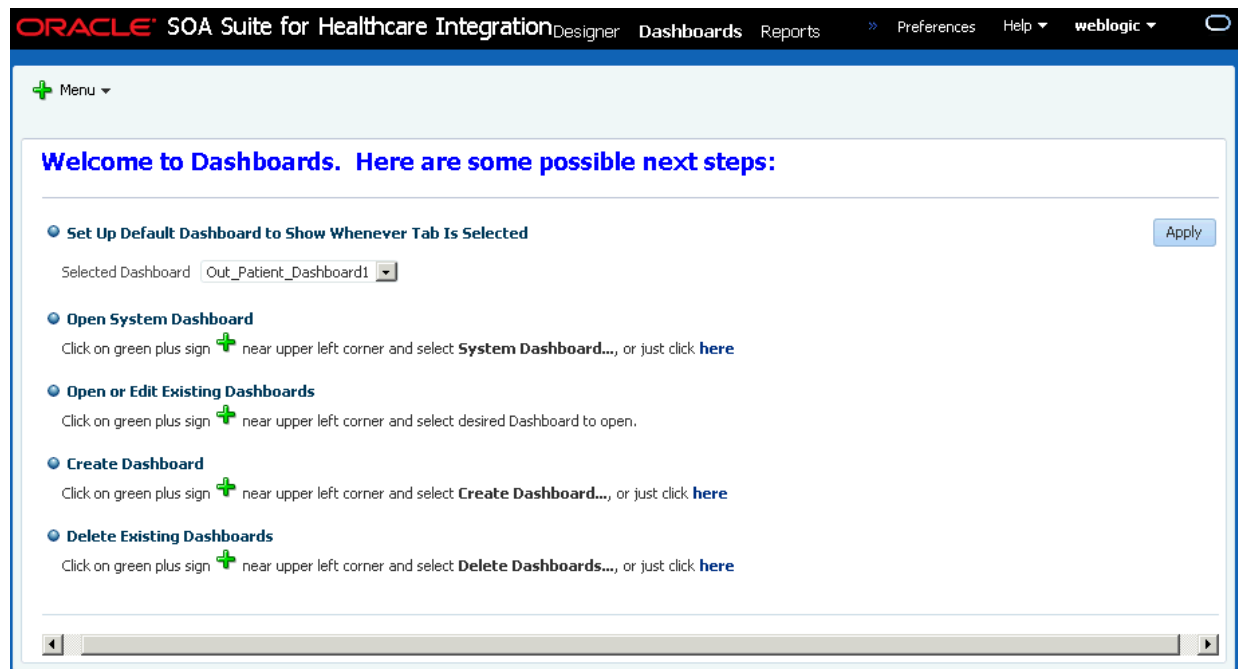 ORACLE SOA Suite for Healthcare Integration Designer Dashboards Reports » Preferences Help weblogic
Menu
Welcome to Dashboards. Here are some possible next steps:
Set Up Default Dashboard to Show Whenever Tab Is Selected
Apply
Selected Dashboard Out_Patient_Dashboard1
Open System Dashboard
Click on green plus sign near upper left corner and select System Dashboard..., or just click here
Open or Edit Existing Dashboards
Click on green plus sign near upper left corner and select desired Dashboard to open.
Create Dashboard
Click on green plus sign near upper left corner and select Create Dashboard..., or just click here
Delete Existing Dashboards
Click on green plus sign near upper left corner and select Delete Dashboards..., or just click here